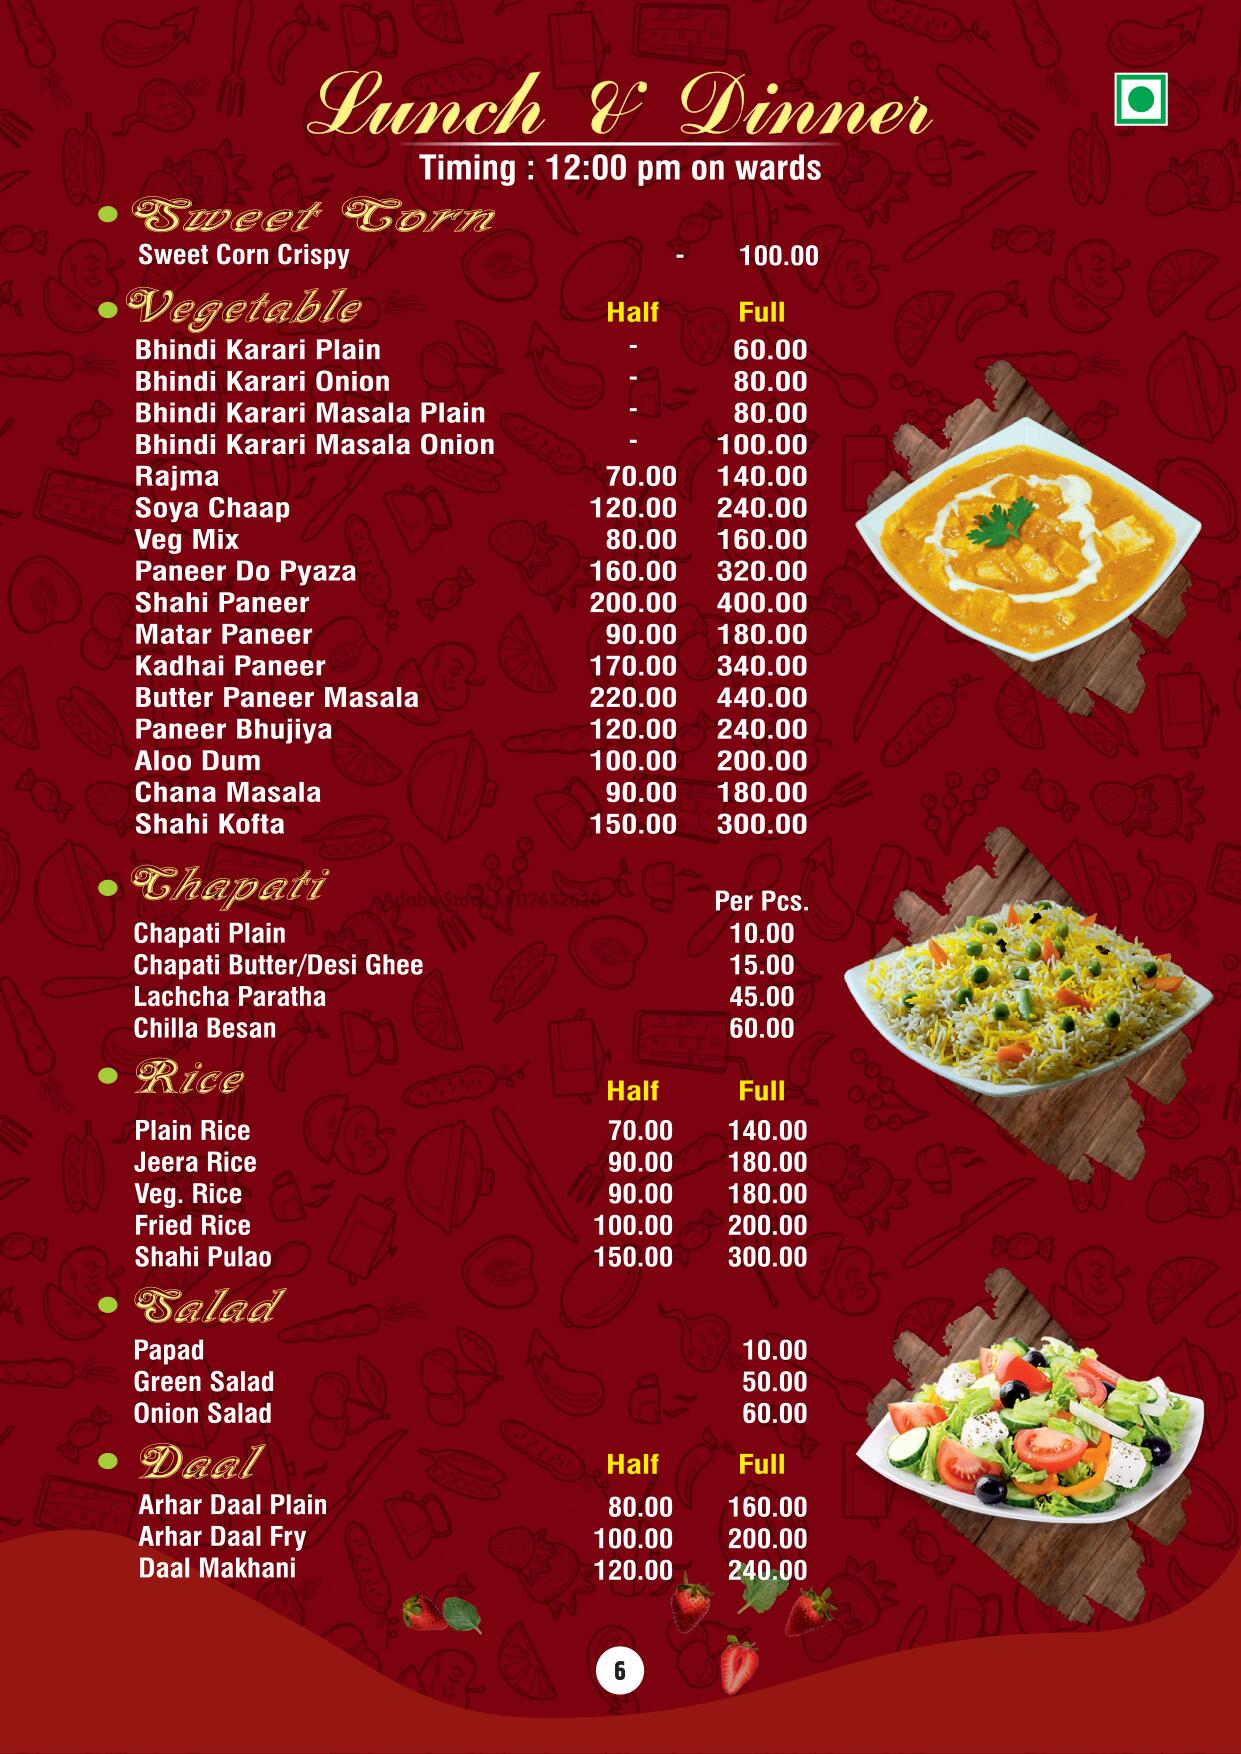 Lunch & Dinner
Timing : 12:00 pm on wards
Sweet Corn
Sweet Corn Crispy - 100.00
Vegetable Half Full
Bhindi Karari Plain - 60.00
Bhindi Karari Onion - 80.00
Bhindi Karari Masala Plain - 80.00
Bhindi Karari Masala Onion - 100.00
Rajma 70.00 140.00
Soya Chaap 120.00 240.00
Veg Mix 80.00 160.00
Paneer Do Pyaza 160.00 320.00
Shahi Paneer 200.00 400.00
Matar Paneer 90.00 180.00
Kadhai Paneer 170.00 340.00
Butter Paneer Masala 220.00 440.00
Paneer Bhujiya 120.00 240.00
Aloo Dum 100.00 200.00
Chana Masala 90.00 180.00
Shahi Kofta 150.00 300.00
Chapati
Adobe Stock | #117652620
Per Pcs.
Chapati Plain 10.00
Chapati Butter/Desi Ghee 15.00
Lachcha Paratha 45.00
Chilla Besan 60.00
Rice Half Full
Plain Rice 70.00 140.00
Jeera Rice 90.00 180.00
Veg. Rice 90.00 180.00
Fried Rice 100.00 200.00
Shahi Pulao 150.00 300.00
Salad
Papad 10.00
Green Salad 50.00
Onion Salad 60.00
Daal Half Full
Arhar Daal Plain 80.00 160.00
Arhar Daal Fry 100.00 200.00
Daal Makhani 120.00 240.00
6